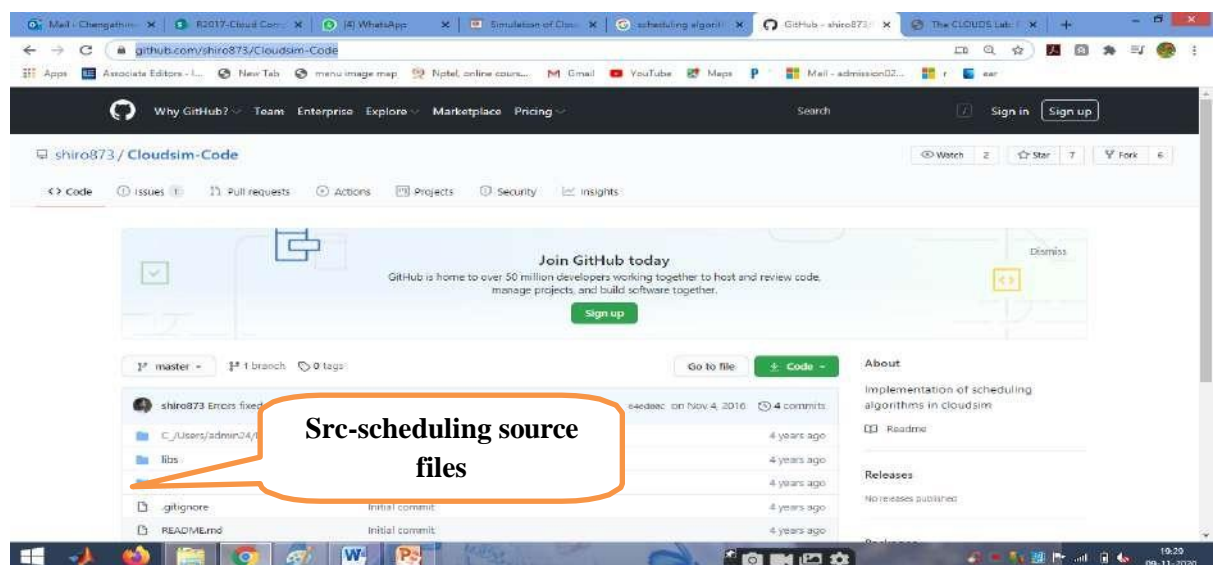 Mail - Chengathir
R2017-Cloud Com
(4) WhatsApp
Simulation of Clou
scheduling algorit
GitHub - shiro873/
The CLOUDS Lab:
github.com/shiro873/Cloudsim-Code
Apps
Associate Editors - I...
New Tab
menu image map
Nptel, online cours...
Gmail
YouTube
Maps
Mail - admission02...
r
ear
Why GitHub?
Team
Enterprise
Explore
Marketplace
Pricing
Search
Sign in
Sign up
shiro873 / Cloudsim-Code
Watch 2
Star 7
Fork 6
Code
Issues 1
Pull requests
Actions
Projects
Security
Insights
Join GitHub today
Dismiss
GitHub is home to over 50 million developers working together to host and review code,
manage projects, and build software together.
Sign up
master
1 branch
0 tags
Go to file
Code
About
Implementation of scheduling
algorithms in cloudsim
Readme
shiro873 Errors fixed
on Nov 4, 2016
4 commits
Src-scheduling source
files
C_/Users/admin24/
4 years ago
libs
4 years ago
4 years ago
Releases
No releases published
.gitignore
Initial commit
4 years ago
README.md
Initial commit
4 years ago
19:29
09-11-2020